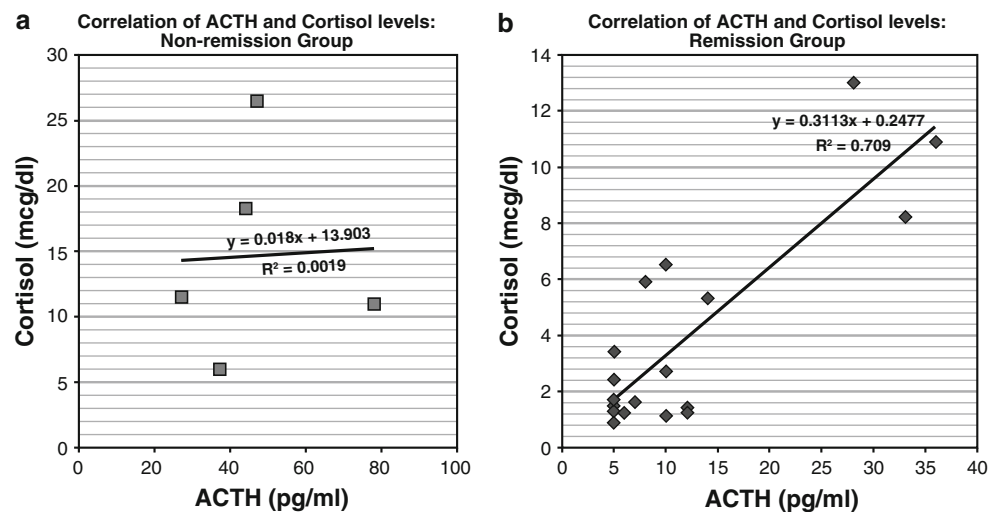 a
Correlation of ACTH and Cortisol levels:
Non-remission Group
30
25
20
15
10
5
0
Cortisol (mcg/dl)
y = 0.018x + 13.903
R² = 0.0019
0 20 40 60 80 100
ACTH (pg/ml)
b
Correlation of ACTH and Cortisol levels:
Remission Group
14
12
10
8
6
4
2
0
Cortisol (mcg/dl)
y = 0.3113x + 0.2477
R² = 0.709
0 5 10 15 20 25 30 35 40
ACTH (pg/ml)